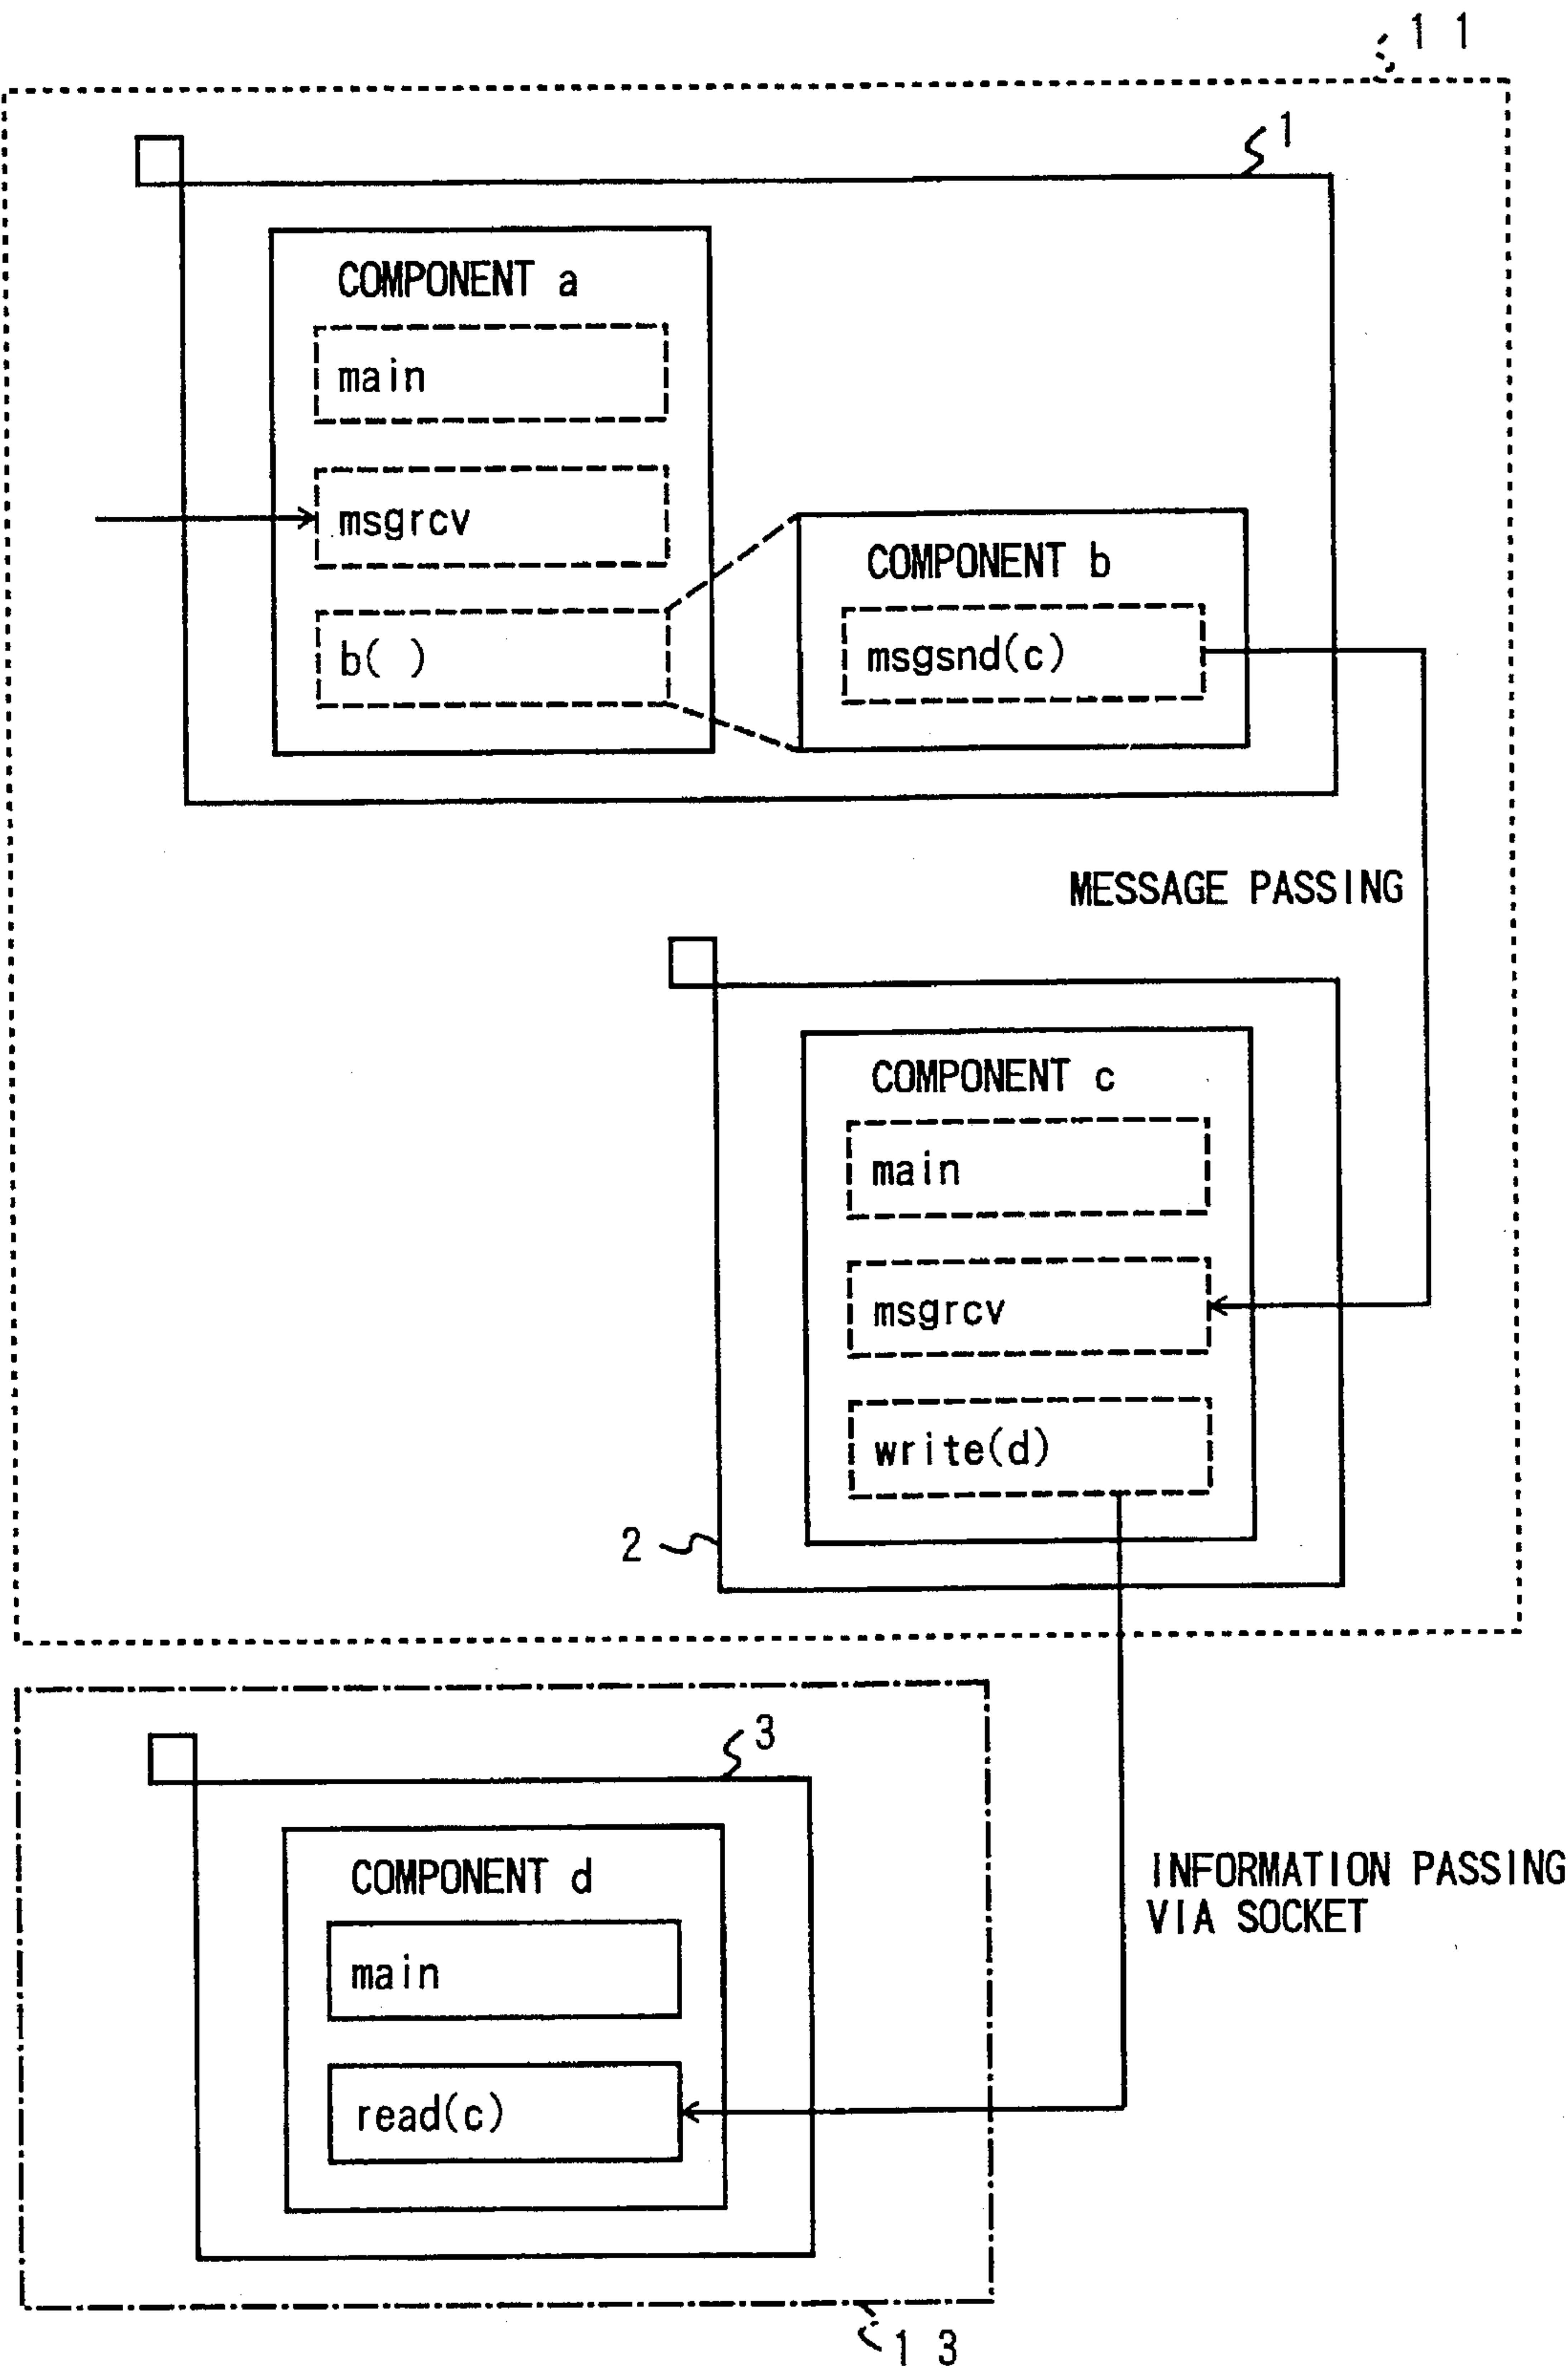 11
1
COMPONENT a
main
msgrcv
b( )
COMPONENT b
msgsnd(c)
MESSAGE PASSING
COMPONENT c
main
msgrcv
write(d)
2
3
COMPONENT d
main
read(c)
INFORMATION PASSING
VIA SOCKET
13